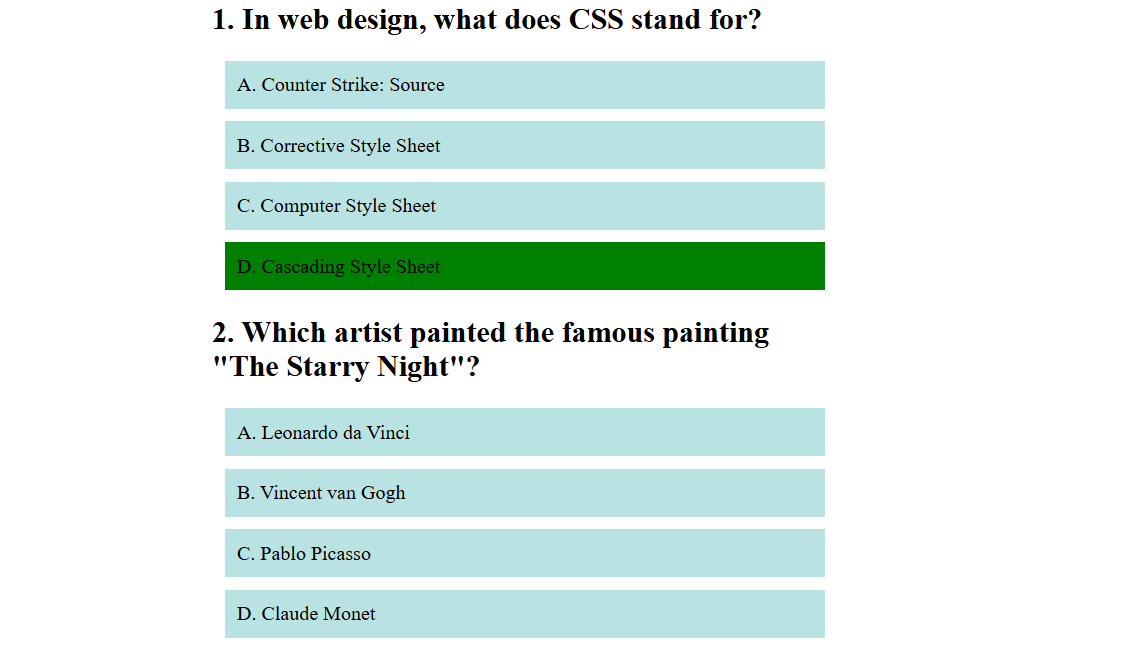 1. In web design, what does CSS stand for?
A. Counter Strike: Source
B. Corrective Style Sheet
C. Computer Style Sheet
D. Cascading Style Sheet
2. Which artist painted the famous painting
"The Starry Night"?
A. Leonardo da Vinci
B. Vincent van Gogh
C. Pablo Picasso
D. Claude Monet